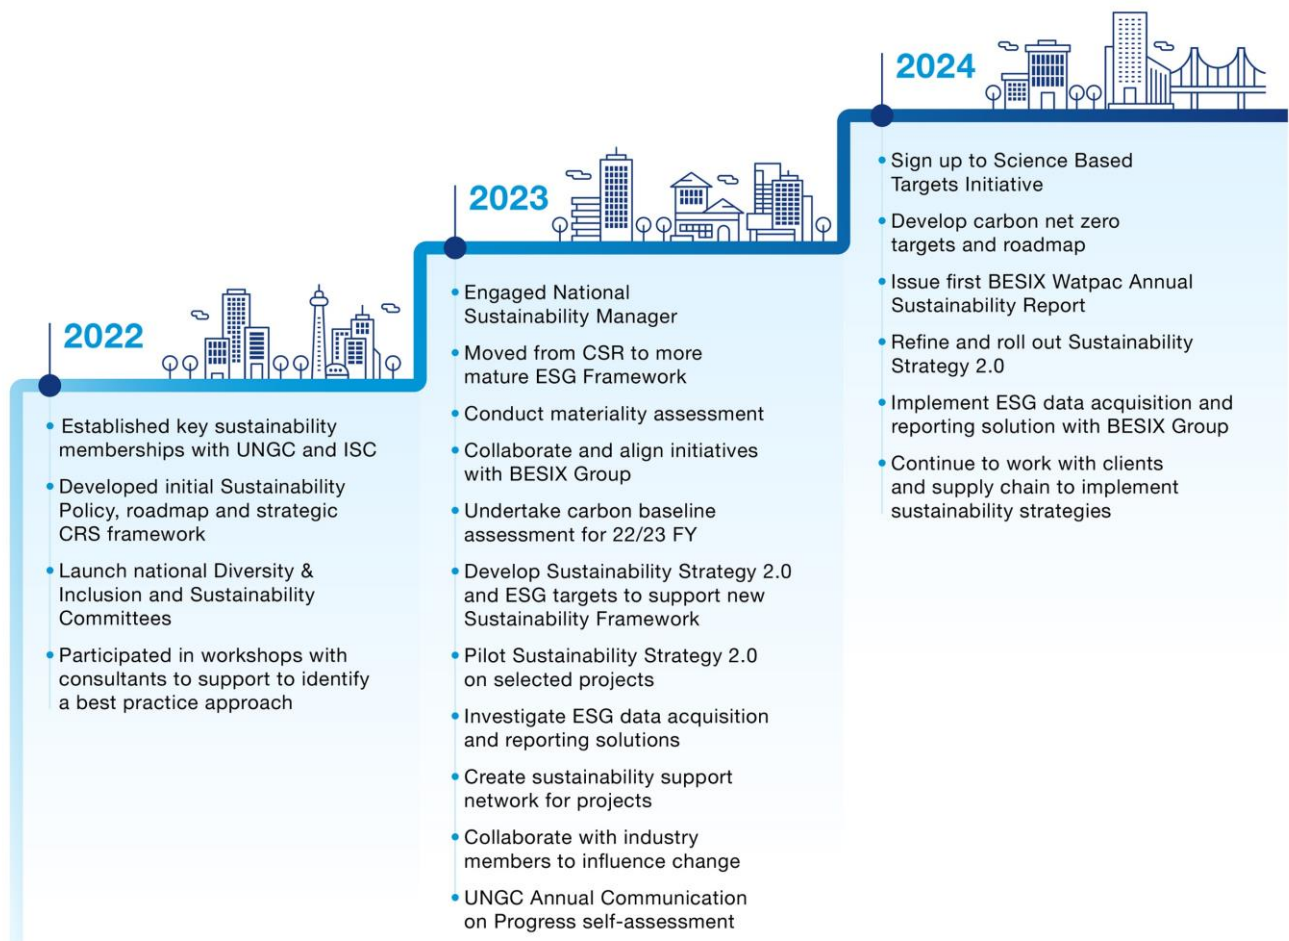 2022
• Established key sustainability
memberships with UNGC and ISC
• Developed initial Sustainability
Policy, roadmap and strategic
CRS framework
• Launch national Diversity &
Inclusion and Sustainability
Committees
• Participated in workshops with
consultants to support to identify
a best practice approach
2023
• Engaged National
Sustainability Manager
• Moved from CSR to more
mature ESG Framework
• Conduct materiality assessment
• Collaborate and align initiatives
with BESIX Group
• Undertake carbon baseline
assessment for 22/23 FY
• Develop Sustainability Strategy 2.0
and ESG targets to support new
Sustainability Framework
• Pilot Sustainability Strategy 2.0
on selected projects
• Investigate ESG data acquisition
and reporting solutions
• Create sustainability support
network for projects
• Collaborate with industry
members to influence change
• UNGC Annual Communication
on Progress self-assessment
2024
• Sign up to Science Based
Targets Initiative
• Develop carbon net zero
targets and roadmap
• Issue first BESIX Watpac Annual
Sustainability Report
• Refine and roll out Sustainability
Strategy 2.0
• Implement ESG data acquisition and
reporting solution with BESIX Group
• Continue to work with clients
and supply chain to implement
sustainability strategies